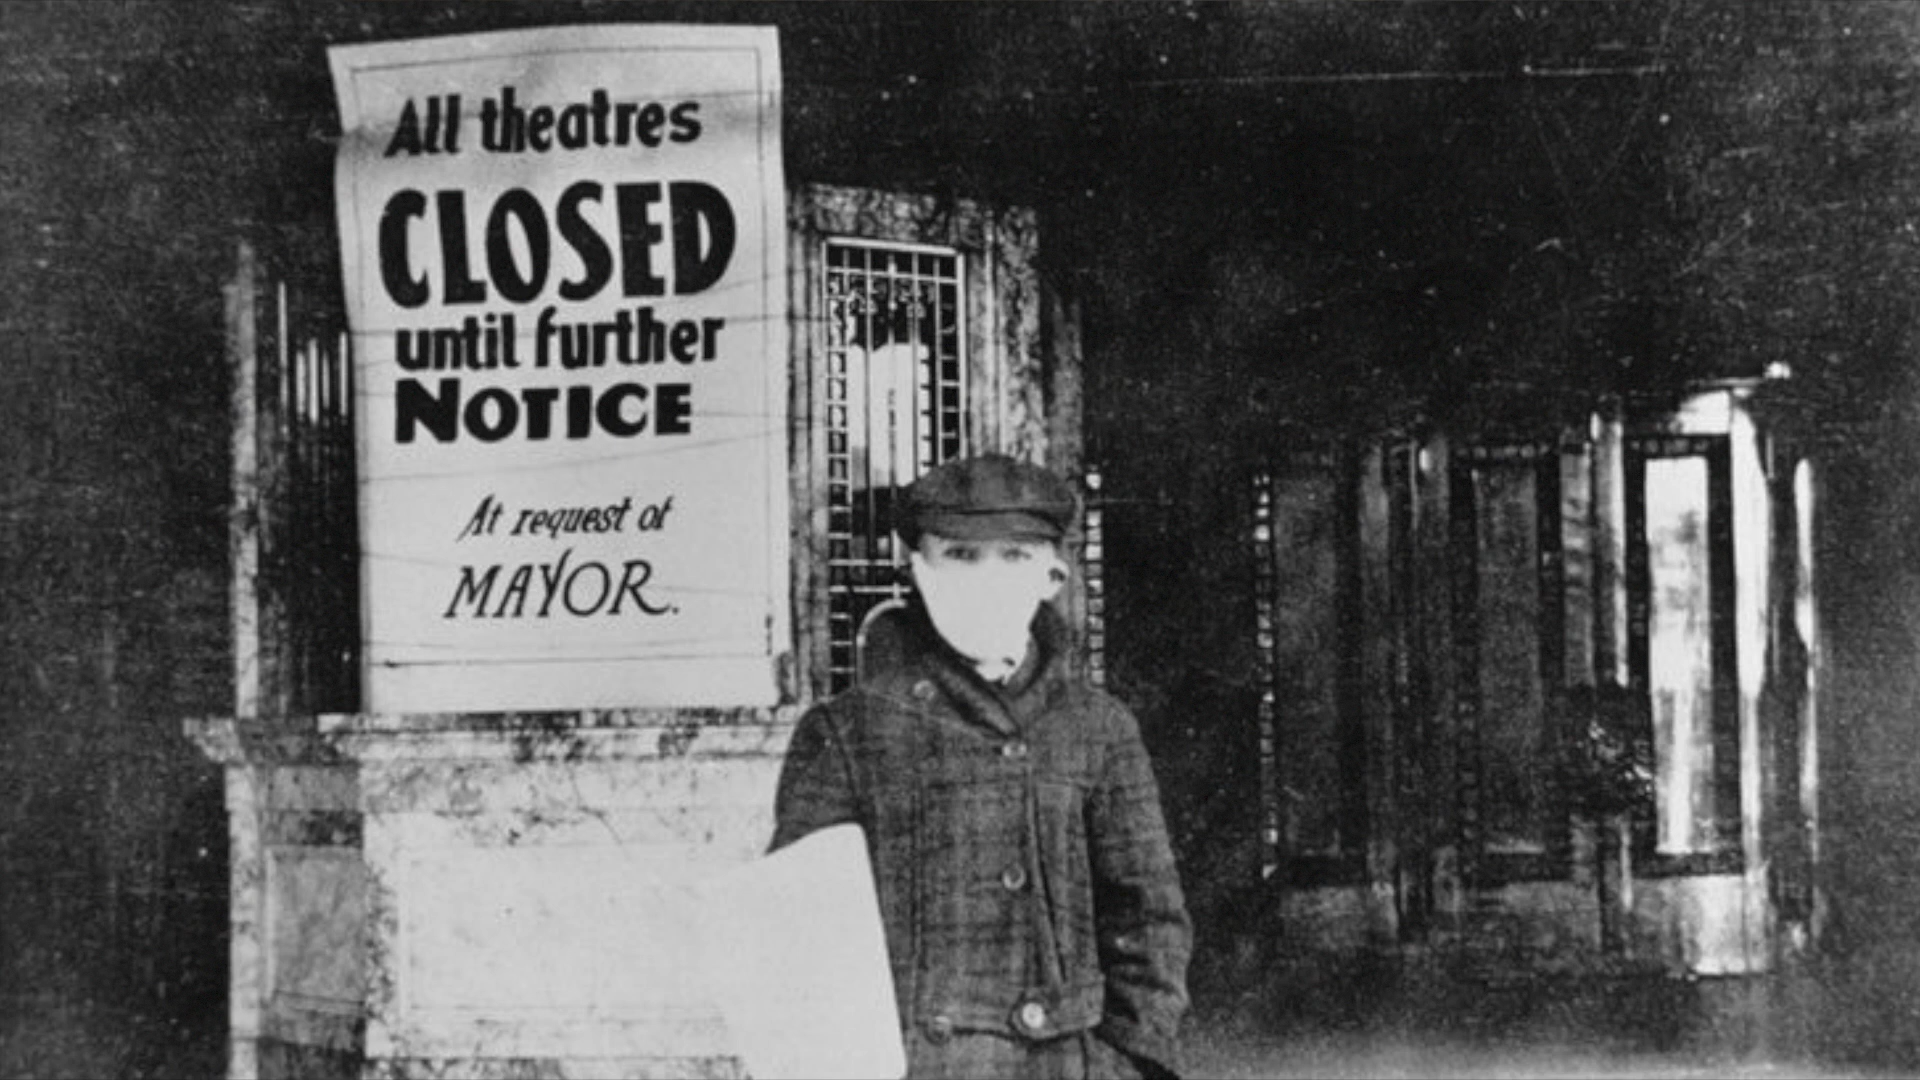 All theatres
CLOSED
until further
NOTICE
At request of
MAYOR.